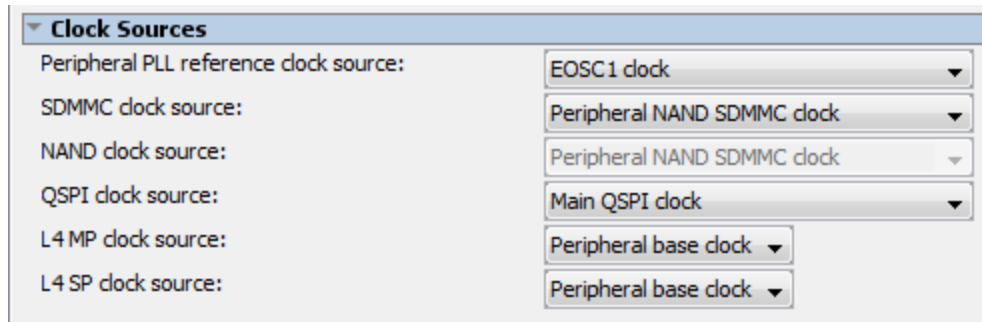 Clock Sources
Peripheral PLL reference clock source: EOSC1 clock
SDMMC clock source: Peripheral NAND SDMMC clock
NAND clock source: Peripheral NAND SDMMC clock
QSPI clock source: Main QSPI clock
L4 MP clock source: Peripheral base clock
L4 SP clock source: Peripheral base clock